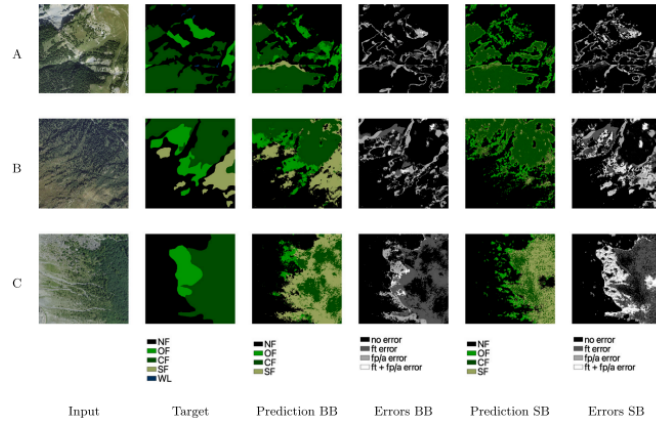 A
B
C
NF
OF
CF
SF
WL
no error
ft error
fp/a error
ft + fp/a error
NF
OF
CF
SF
no error
ft error
fp/a error
ft + fp/a error
NF
OF
CF
SF
Input
Target
Prediction BB
Errors BB
Prediction SB
Errors SB